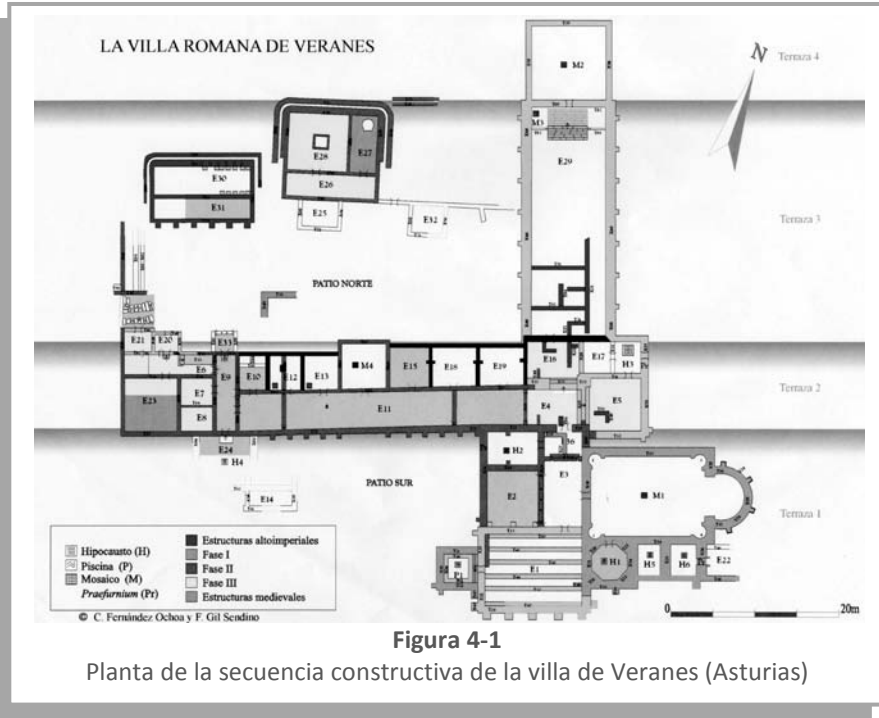 LA VILLA ROMANA DE VERANES
N
Terraza 4
M2
M3
E29
Terraza 3
E28
E27
E26
E30
E31
E25
E32
PATIO NORTE
E21
E20
E33
E6
E9
E10
E12
E13
M4
E15
E18
E19
E16
E17
H3
Pr
Terraza 2
E23
E7
E8
E11
E4
E5
E24
H4
E14
PATIO SUR
H2
E3
E2
M1
Terraza 1
E1
P1
H1
H5
H6
E22
Hipocausto (H)
Piscina (P)
Mosaico (M)
Praefurnium (Pr)
Estructuras altoimperiales
Fase I
Fase II
Fase III
Estructuras medievales
© C. Fernández Ochoa y F. Gil Sendino
0 20m
Figura 4-1
Planta de la secuencia constructiva de la villa de Veranes (Asturias)